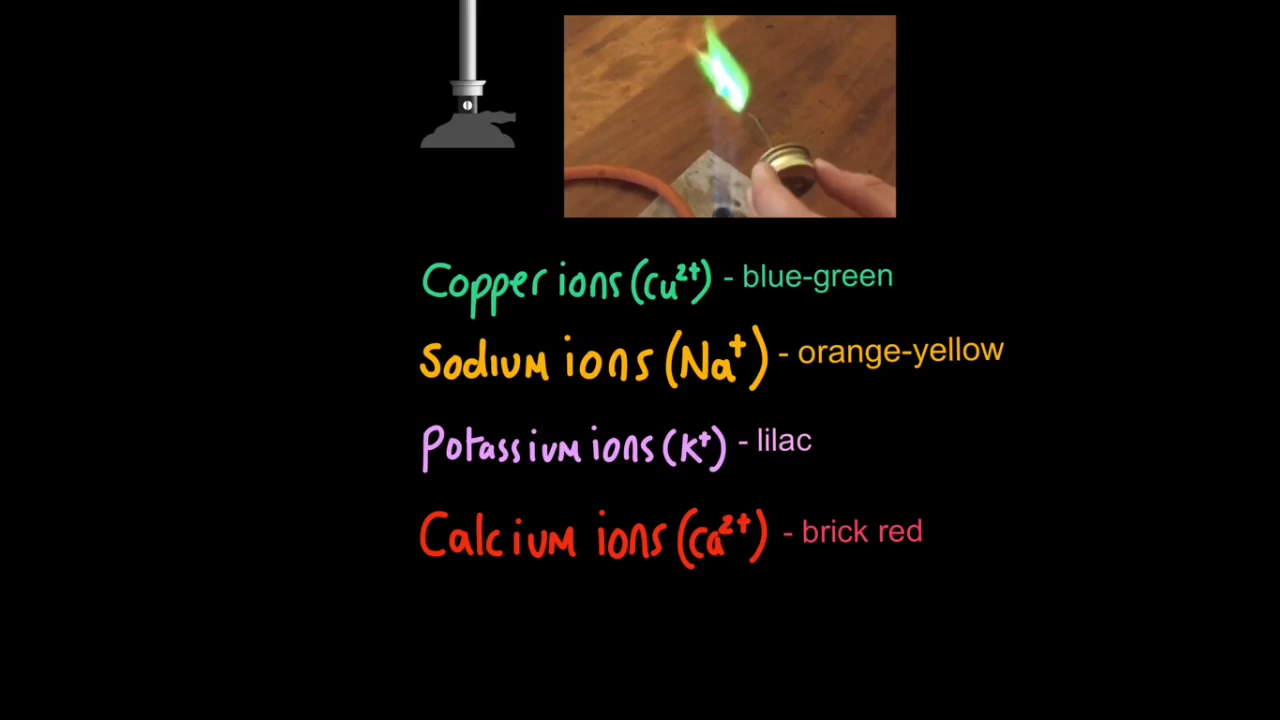 Copper ions (Cu²⁺) - blue-green
Sodium ions (Na⁺) - orange-yellow
Potassium ions (K⁺) - lilac
Calcium ions (Ca²⁺) - brick red